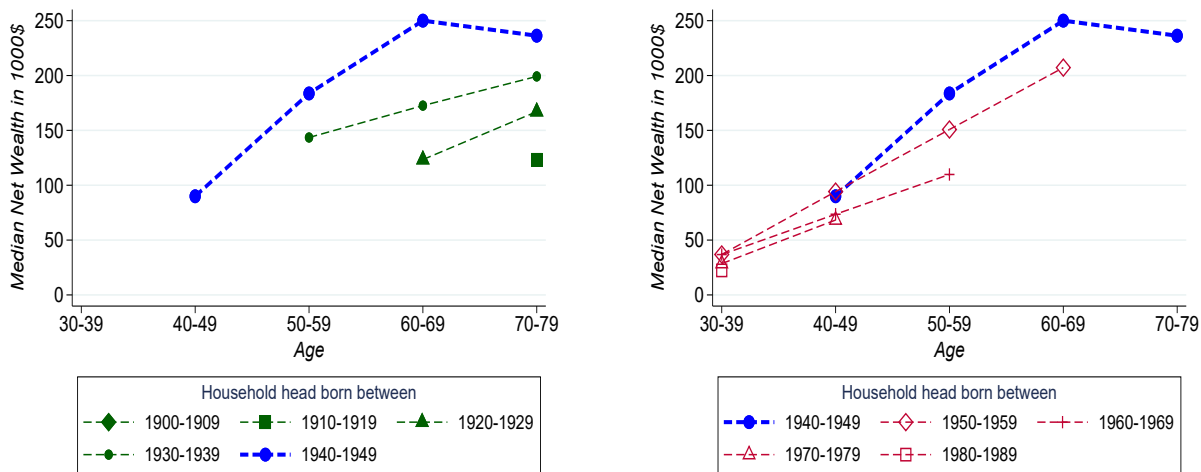 Median Net Wealth in 1000$
250
200
150
100
50
0
30-39 40-49 50-59 60-69 70-79
Age
Household head born between
1900-1909 1910-1919 1920-1929
1930-1939 1940-1949
Median Net Wealth in 1000$
250
200
150
100
50
0
30-39 40-49 50-59 60-69 70-79
Age
Household head born between
1940-1949 1950-1959 1960-1969
1970-1979 1980-1989